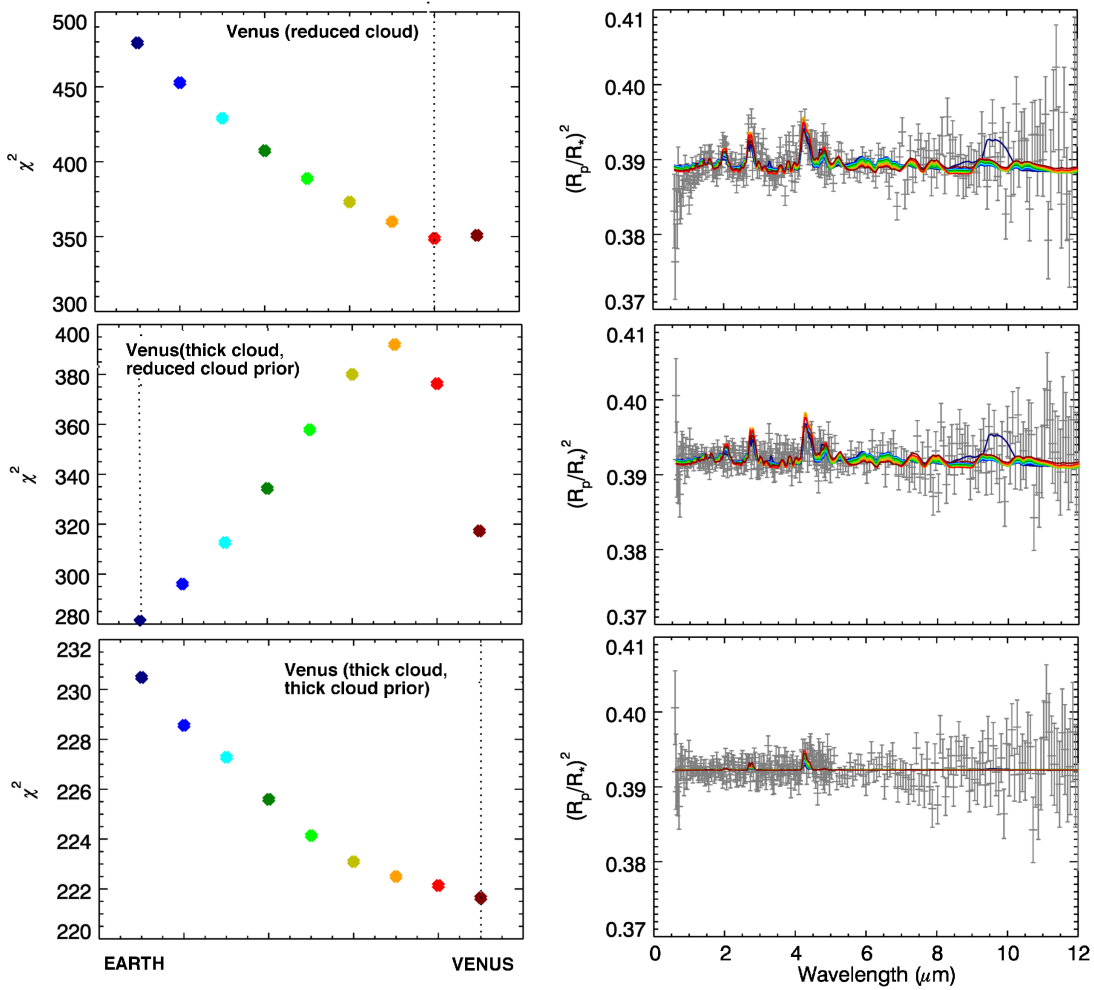 500
450
400
350
300
χ²
Venus (reduced cloud)
0.41
0.40
0.39
0.38
0.37
(Rp/R*)²
400
380
360
340
320
300
280
χ²
Venus(thick cloud,
reduced cloud prior)
0.41
0.40
0.39
0.38
0.37
(Rp/R*)²
232
230
228
226
224
222
220
χ²
Venus (thick cloud,
thick cloud prior)
EARTH VENUS
0.41
0.40
0.39
0.38
0.37
(Rp/R*)²
0 2 4 6 8 10 12
Wavelength (μm)